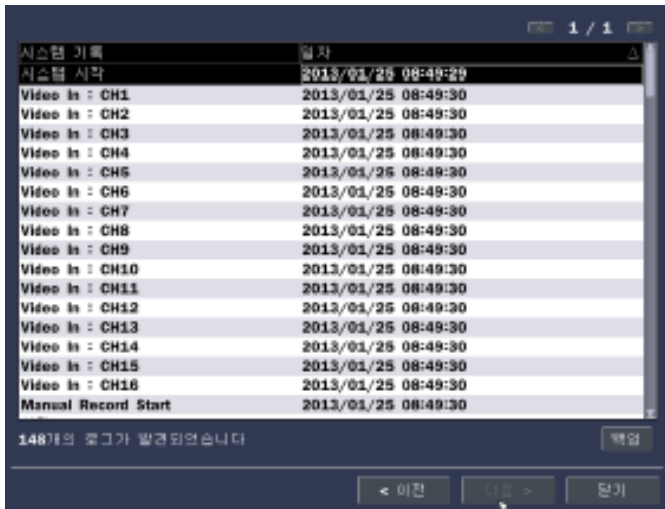 1 / 1
시스템 기록 일자
시스템 시작 2013/01/25 08:49:29
Video In : CH1 2013/01/25 08:49:30
Video In : CH2 2013/01/25 08:49:30
Video In : CH3 2013/01/25 08:49:30
Video In : CH4 2013/01/25 08:49:30
Video In : CH5 2013/01/25 08:49:30
Video In : CH6 2013/01/25 08:49:30
Video In : CH7 2013/01/25 08:49:30
Video In : CH8 2013/01/25 08:49:30
Video In : CH9 2013/01/25 08:49:30
Video In : CH10 2013/01/25 08:49:30
Video In : CH11 2013/01/25 08:49:30
Video In : CH12 2013/01/25 08:49:30
Video In : CH13 2013/01/25 08:49:30
Video In : CH14 2013/01/25 08:49:30
Video In : CH15 2013/01/25 08:49:30
Video In : CH16 2013/01/25 08:49:30
Manual Record Start 2013/01/25 08:49:30
148개의 로그가 발견되었습니다 백업
< 이전 다음 > 닫기